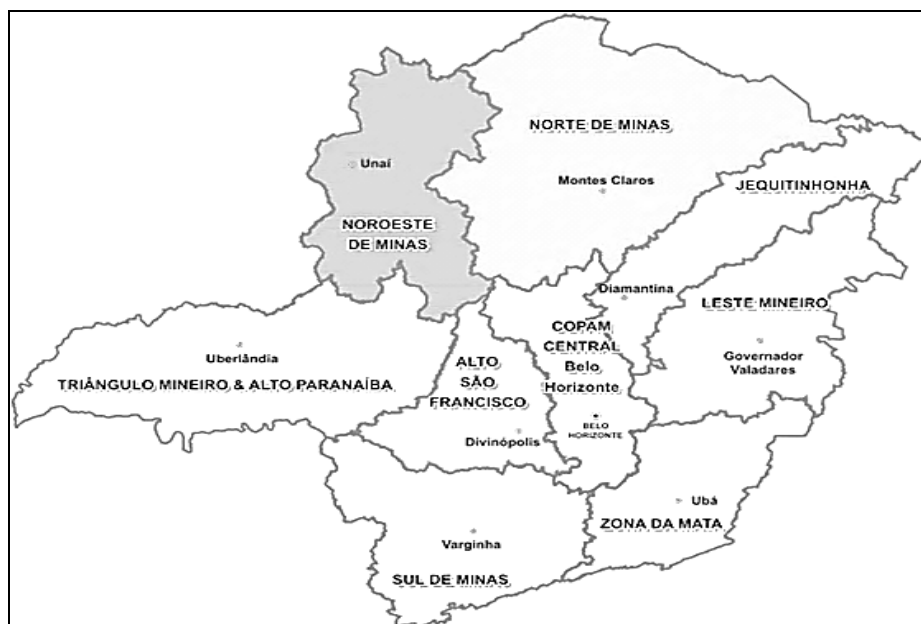 NORTE DE MINAS
Unaí
Montes Claros
JEQUITINHONHA
NOROESTE
DE MINAS
Diamantina
LESTE MINEIRO
COPAM
CENTRAL
Belo
Horizonte
Uberlândia
TRIÂNGULO MINEIRO & ALTO PARANAÍBA
ALTO
SÃO
FRANCISCO
Governador
Valadares
Divinópolis
BELO
HORIZONTE
Ubá
ZONA DA MATA
Varginha
SUL DE MINAS